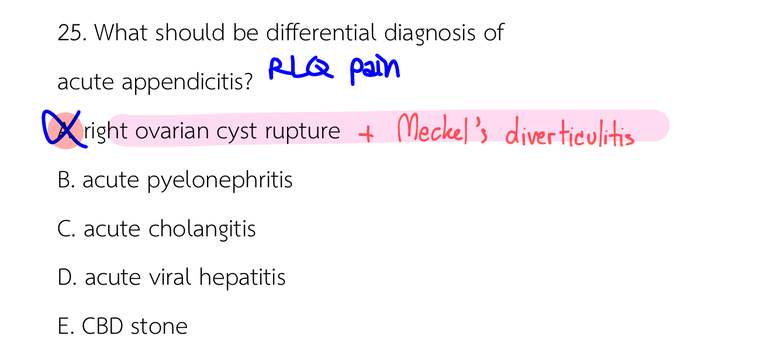 25. What should be differential diagnosis of
acute appendicitis? RLQ pain
A. right ovarian cyst rupture + Meckel's diverticulitis
B. acute pyelonephritis
C. acute cholangitis
D. acute viral hepatitis
E. CBD stone